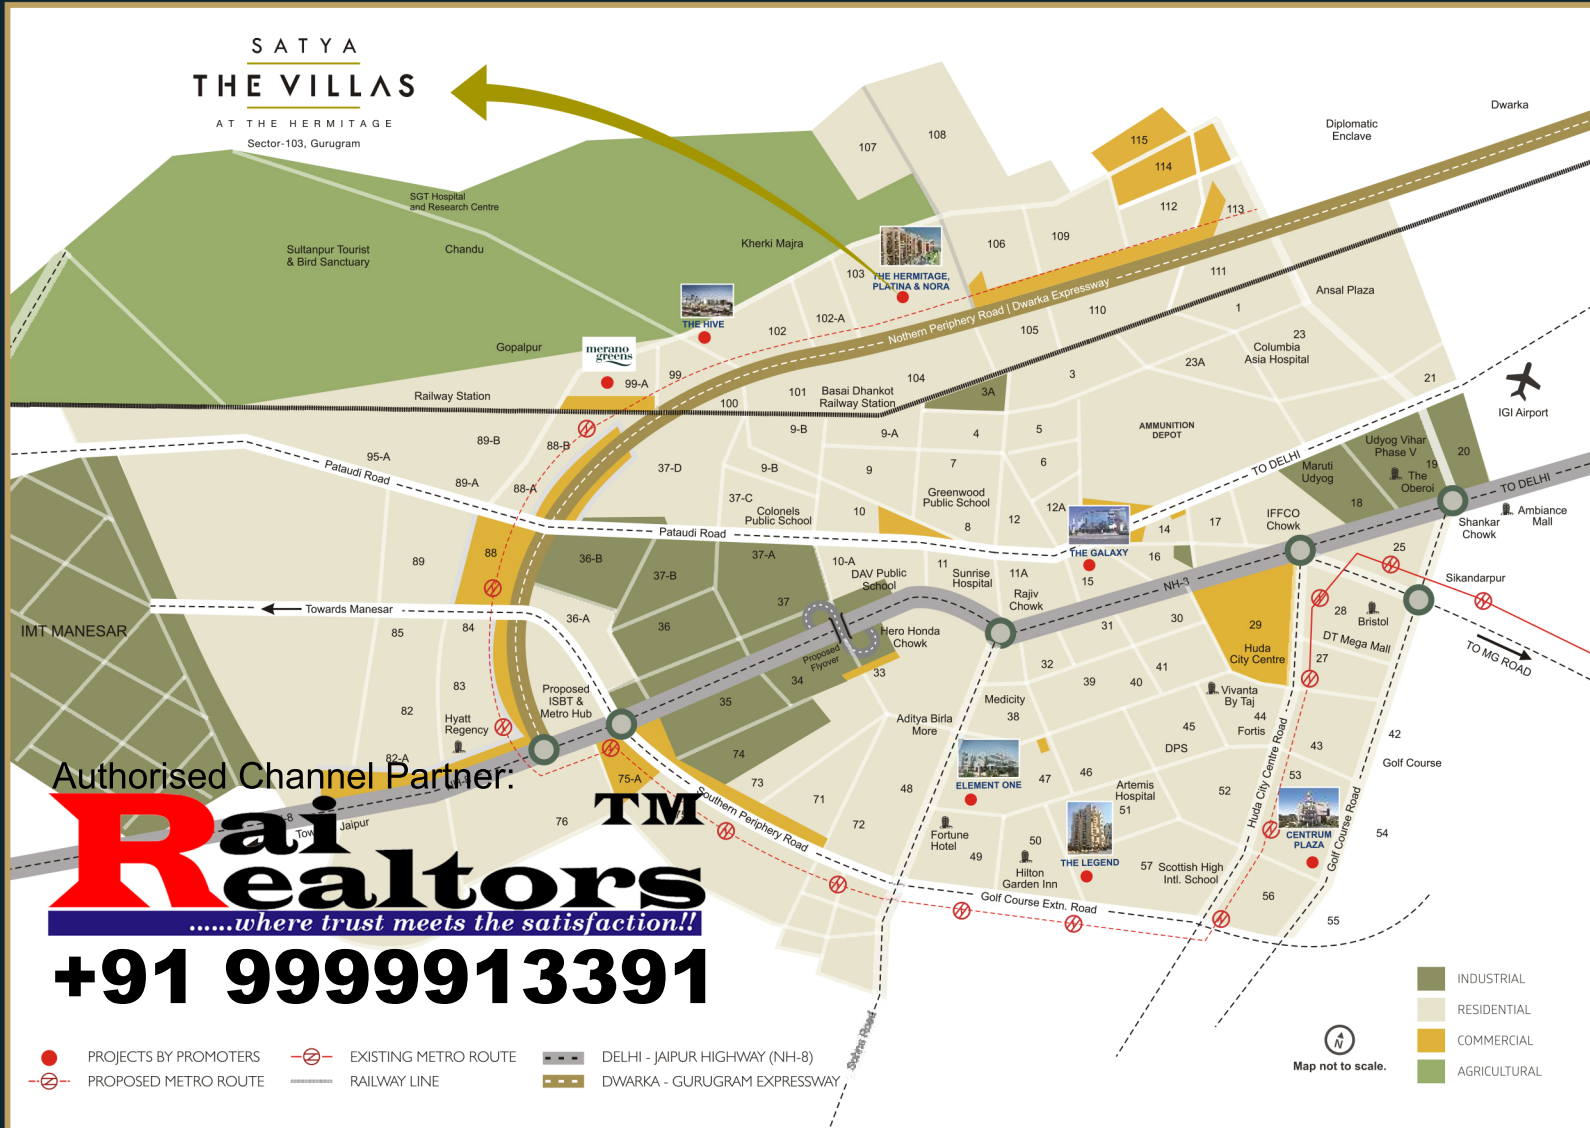 SATYA
THE VILLAS
AT THE HERMITAGE
Sector-103, Gurugram
Dwarka
Diplomatic
Enclave
115
114
108
107
112
113
SGT Hospital
and Research Centre
Sultanpur Tourist
& Bird Sanctuary
Chandu
Kherki Majra
106
109
103
THE HERMITAGE,
PLATINA & NORA
111
Ansal Plaza
THE HIVE
102
102-A
Nothern Periphery Road | Dwarka Expressway
110
1
105
23
Columbia
Asia Hospital
23A
Gopalpur
merano
greens
99-A
99
Railway Station
100
101
Basai Dhankot
Railway Station
104
3A
3
21
IGI Airport
89-B
88-B
9-B
9-A
4
5
AMMUNITION
DEPOT
Udyog Vihar
Phase V
19
20
The
Oberoi
95-A
Pataudi Road
89-A
88-A
37-D
9-B
9
7
6
TO DELHI
Maruti
Udyog
18
TO DELHI
37-C
Colonels
Public School
10
Greenwood
Public School
8
12
12A
THE GALAXY
14
17
IFFCO
Chowk
Shankar
Chowk
Ambiance
Mall
Pataudi Road
88
89
36-B
37-B
37-A
10-A
DAV Public
School
11
Sunrise
Hospital
11A
Rajiv
Chowk
15
16
NH-3
25
Sikandarpur
Towards Manesar
IMT MANESAR
85
84
36-A
36
37
Proposed
Flyover
Hero Honda
Chowk
33
31
30
29
Huda
City Centre
28
Bristol
DT Mega Mall
27
TO MG ROAD
83
82
Hyatt
Regency
Proposed
ISBT &
Metro Hub
35
34
32
39
40
41
Medicity
38
Vivanta
By Taj
44
Fortis
45
DPS
Aditya Birla
More
42
43
Golf Course
82-A
74
73
71
72
75-A
76
Southern Periphery Road
48
ELEMENT ONE
47
46
Artemis
Hospital
51
52
53
Huda City Centre Road
CENTRUM
PLAZA
Golf Course Road
54
Fortune
Hotel
49
50
Hilton
Garden Inn
THE LEGEND
57
Scottish High
Intl. School
56
55
Golf Course Extn. Road
Sohna Road
Authorised Channel Partner:
Rai
Realtors
TM
......where trust meets the satisfaction!!
+91 9999913391
INDUSTRIAL
RESIDENTIAL
COMMERCIAL
AGRICULTURAL
N
Map not to scale.
PROJECTS BY PROMOTERS
EXISTING METRO ROUTE
DELHI - JAIPUR HIGHWAY (NH-8)
PROPOSED METRO ROUTE
RAILWAY LINE
DWARKA - GURUGRAM EXPRESSWAY